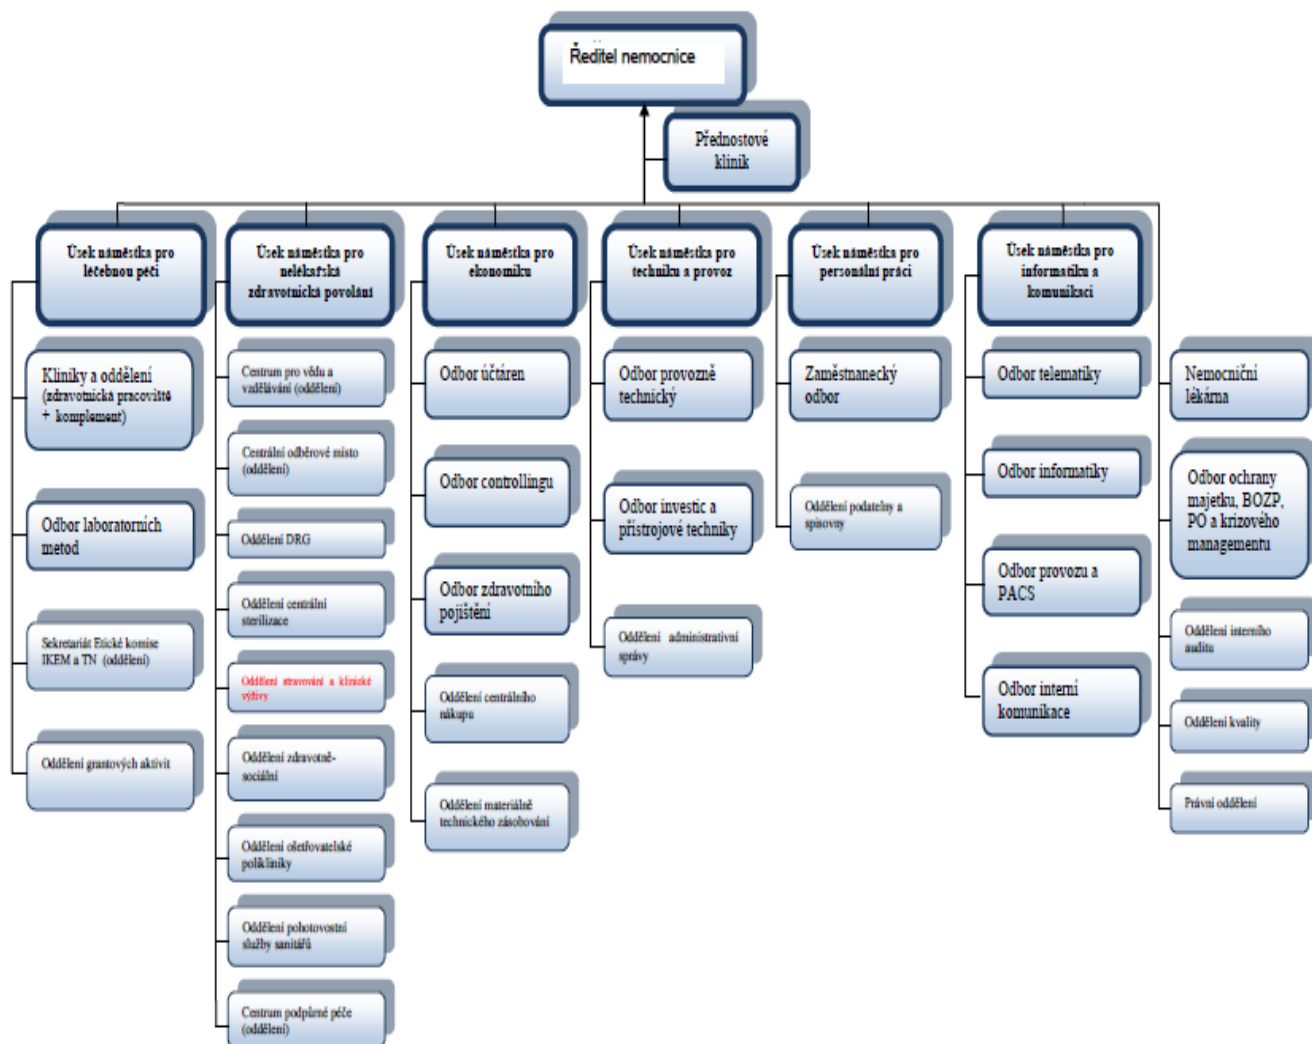 Ředitel nemocnice
Přednostové
klinik
Úsek náměstka pro
léčebnou péči
Úsek náměstka pro
nelékařská
zdravotnická povolání
Úsek náměstka pro
ekonomiku
Úsek náměstka pro
techniku a provoz
Úsek náměstka pro
personální práci
Úsek náměstka pro
informatiku a
komunikaci
Kliniky a oddělení
(zdravotnická pracoviště
+ komplement)
Odbor laboratorních
metod
Sekretariát Etické komise
IKEM a TN (oddělení)
Oddělení grantových aktivit
Centrum pro vědu a
vzdělávání (oddělení)
Centrální odběrové místo
(oddělení)
Oddělení DRG
Oddělení centrální
sterilizace
Oddělení stravování a klinické
výživy
Oddělení zdravotně-
sociální
Oddělení ošetřovatelské
polikliniky
Oddělení pohotovostní
služby sanitářů
Centrum podpůrné péče
(oddělení)
Odbor účtáren
Odbor controllingu
Odbor zdravotního
pojištění
Oddělení centrálního
nákupu
Oddělení materiálně
technického zásobování
Odbor provozně
technický
Odbor investic a
přístrojové techniky
Oddělení administrativní
správy
Zaměstnanecký
odbor
Oddělení podatelny a
spisovny
Odbor telematiky
Odbor informatiky
Odbor provozu a
PACS
Odbor interní
komunikace
Nemocniční
lékárna
Odbor ochrany
majetku, BOZP,
PO a krizového
managementu
Oddělení interního
auditu
Oddělení kvality
Právní oddělení